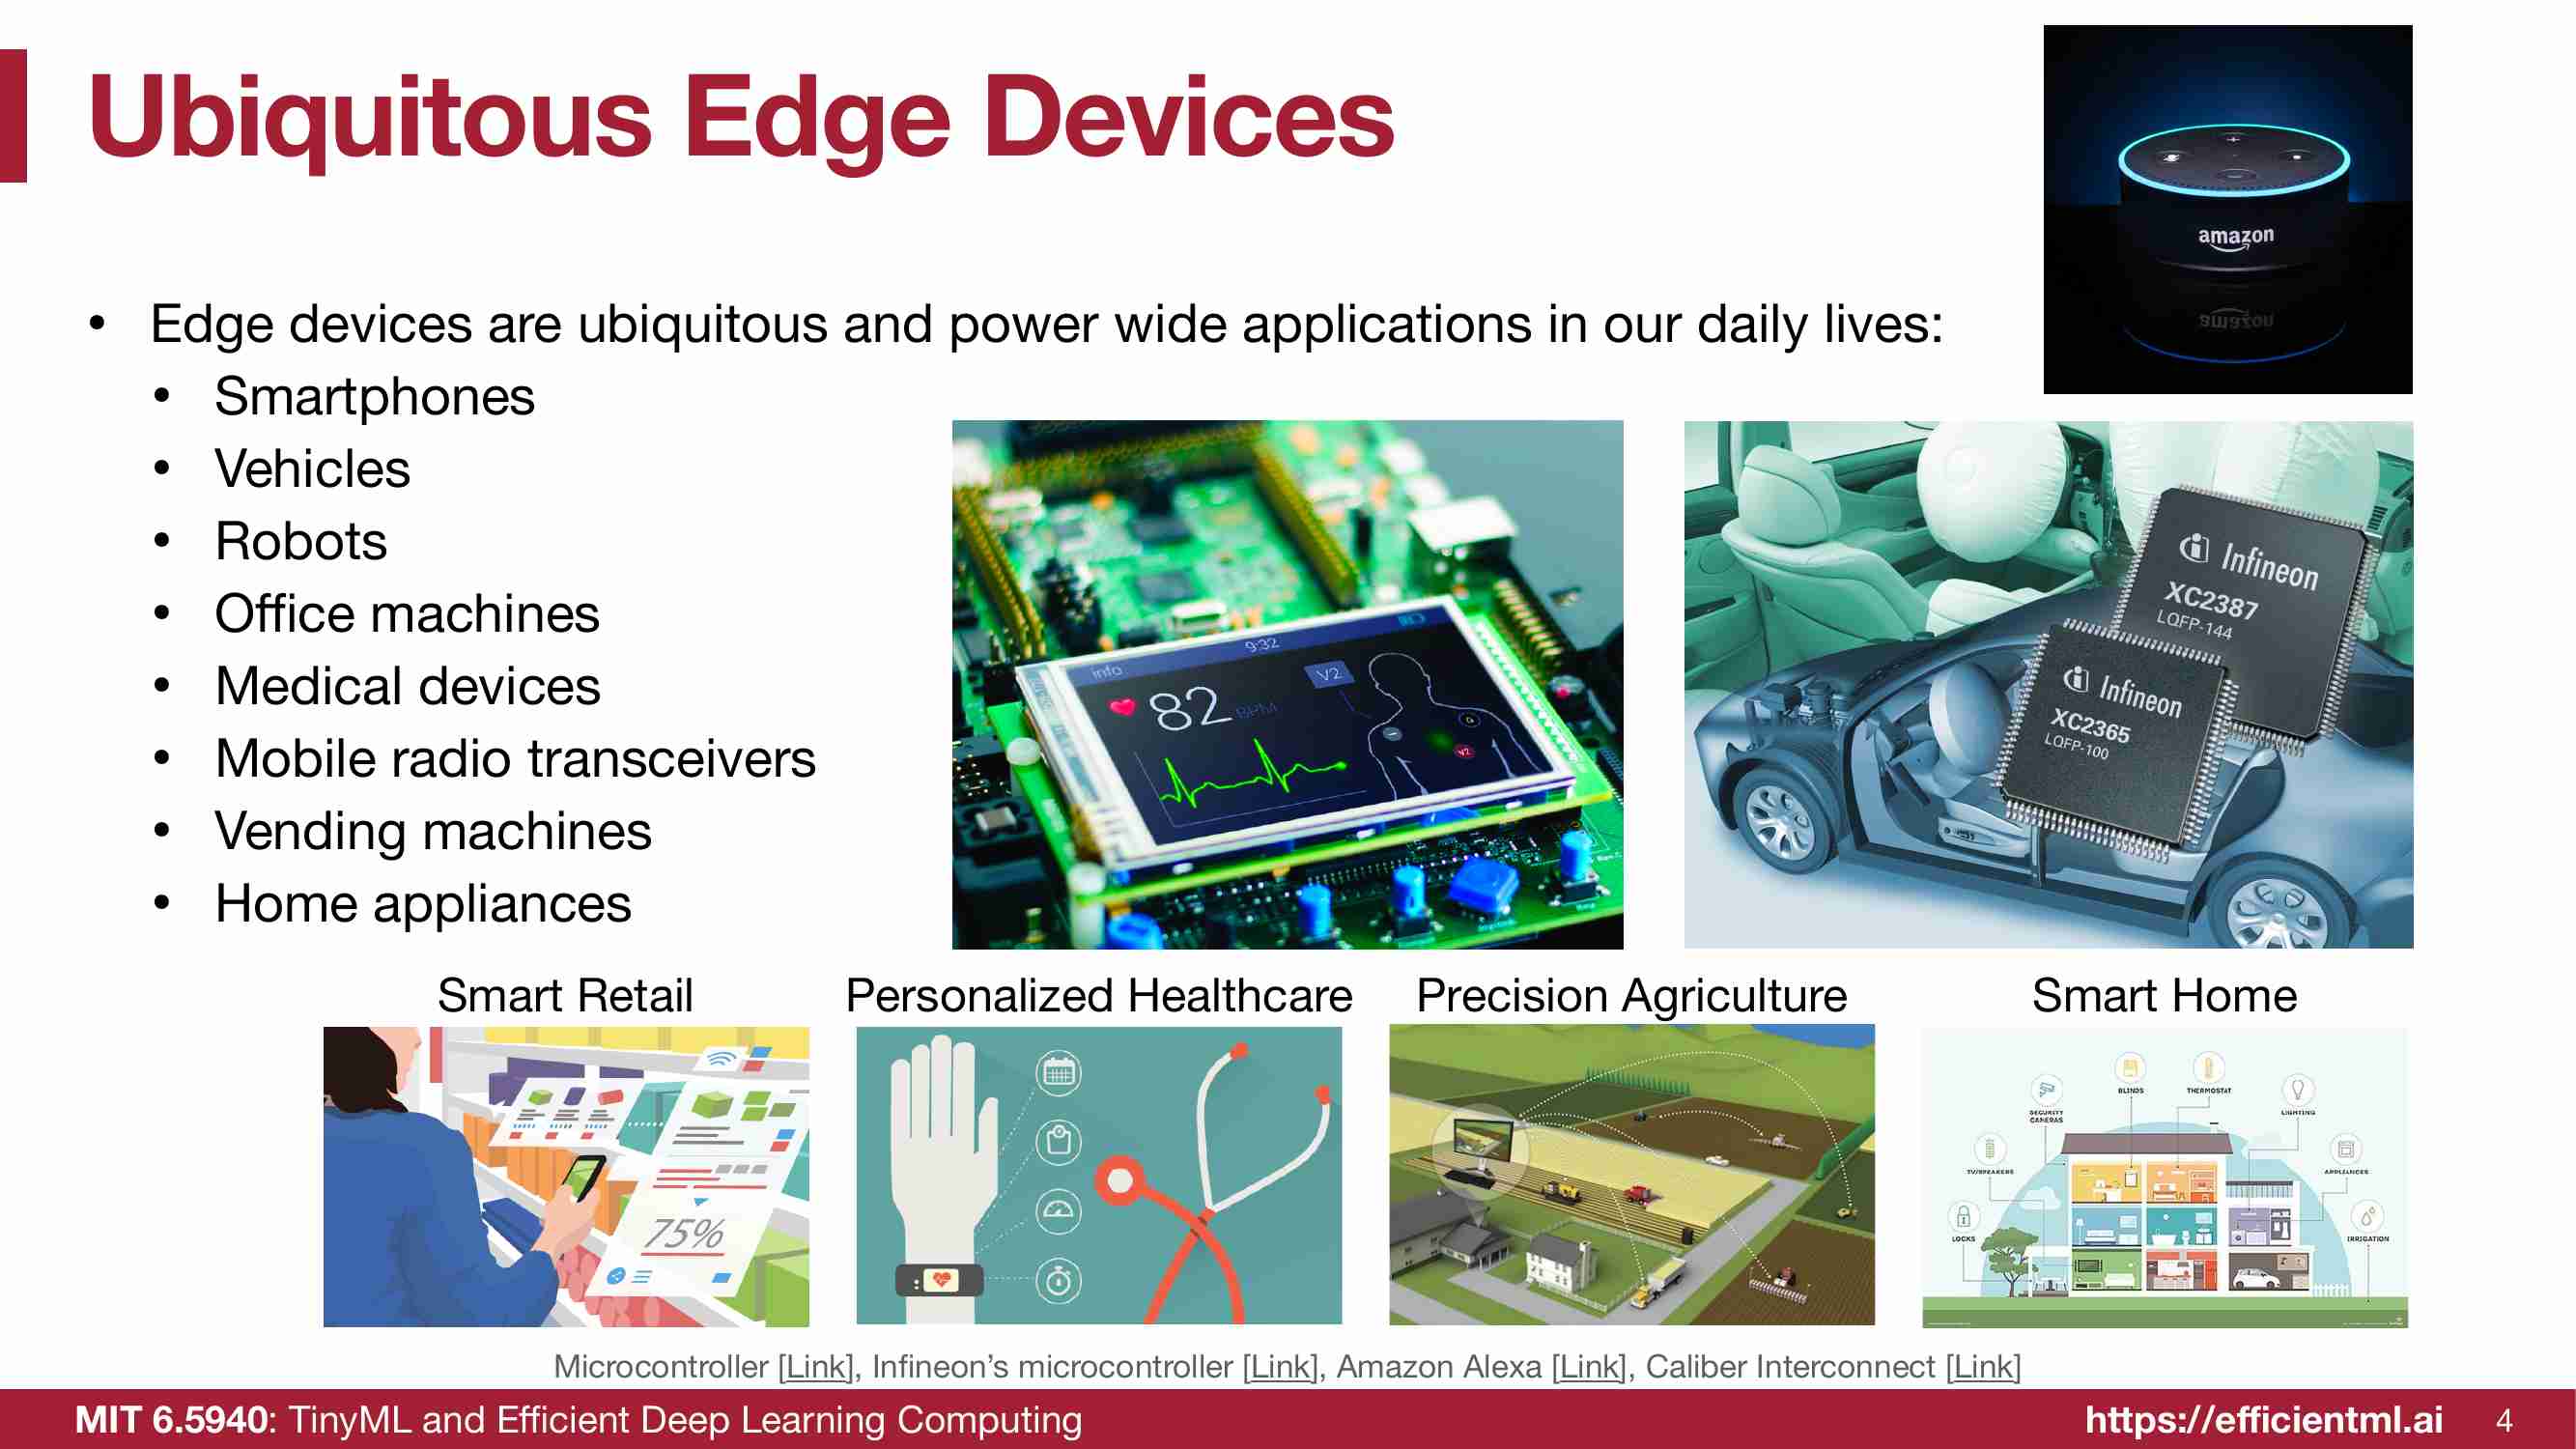 Ubiquitous Edge Devices
amazon
• Edge devices are ubiquitous and power wide applications in our daily lives:
• Smartphones
• Vehicles
• Robots
• Office machines
• Medical devices
• Mobile radio transceivers
• Vending machines
• Home appliances
info 9:32
82 BPM
V2
V2
Infineon
XC2387
LQFP-144
Infineon
XC2365
LQFP-100
Smart Retail
Personalized Healthcare
Precision Agriculture
Smart Home
75%
BLINDS
THERMOSTAT
SECURITY CAMERAS
LIGHTING
TV/SPEAKERS
APPLIANCES
LOCKS
IRRIGATION
Microcontroller [Link], Infineon’s microcontroller [Link], Amazon Alexa [Link], Caliber Interconnect [Link]
MIT 6.5940: TinyML and Efficient Deep Learning Computing
https://efficientml.ai
4